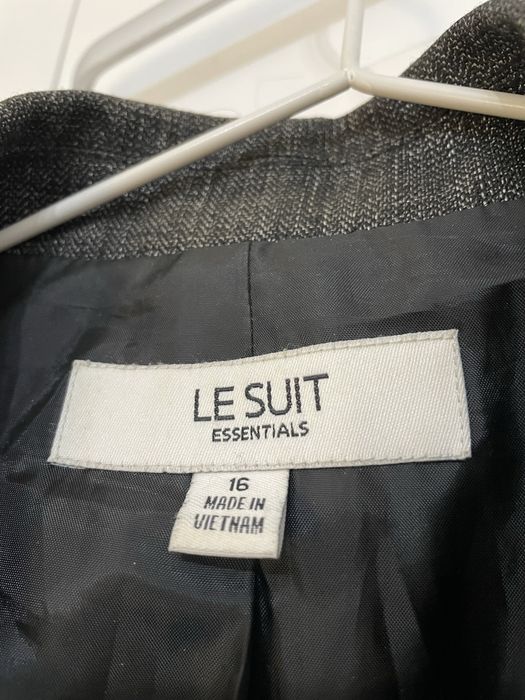 LE SUIT
ESSENTIALS
16
MADE IN
VIETNAM